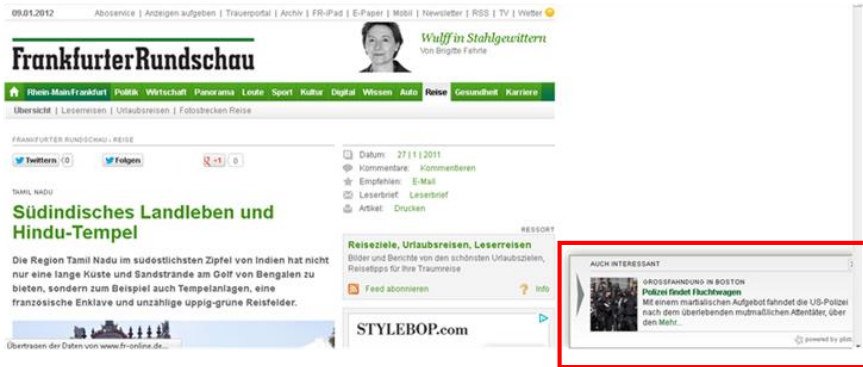 09.01.2012
Aboservice | Anzeigen aufgeben | Trauerportal | Archiv | FR-iPad | E-Paper | Mobil | Newsletter | RSS | TV | Wetter
Frankfurter Rundschau
Wulff in Stahlgewittern
Von Brigitte Fehrle
Rhein-Main/Frankfurt Politik Wirtschaft Panorama Leute Sport Kultur Digital Wissen Auto Reise Gesundheit Karriere
Übersicht | Leserreisen | Urlaubsreisen | Fotostrecken Reise
FRANKFURTER RUNDSCHAU › REISE
Twittern 0
Folgen
+1 0
TAMIL NADU
Südindisches Landleben und
Hindu-Tempel
Die Region Tamil Nadu im südöstlichsten Zipfel von Indien hat nicht
nur eine lange Küste und Sandstrände am Golf von Bengalen zu
bieten, sondern zum Beispiel auch Tempelanlagen, eine
französische Enklave und unzählige üppig-grüne Reisfelder.
Übertragen der Daten von www.fr-online.de...
Datum: 27 | 1 | 2011
Kommentare: Kommentieren
Empfehlen: E-Mail
Leserbrief: Leserbrief
Artikel: Drucken
RESSORT
Reiseziele, Urlaubsreisen, Leserreisen
Bilder und Berichte von den schönsten Urlaubszielen,
Reisetipps für Ihre Traumreise
Feed abonnieren
? Info
STYLEBOP.com
AUCH INTERESSANT
GROSSFAHNDUNG IN BOSTON
Polizei findet Fluchtwagen
Mit einem martialischen Aufgebot fahndet die US-Polizei
nach dem überlebenden mutmaßlichen Attentäter, über
den Mehr...
powered by plista